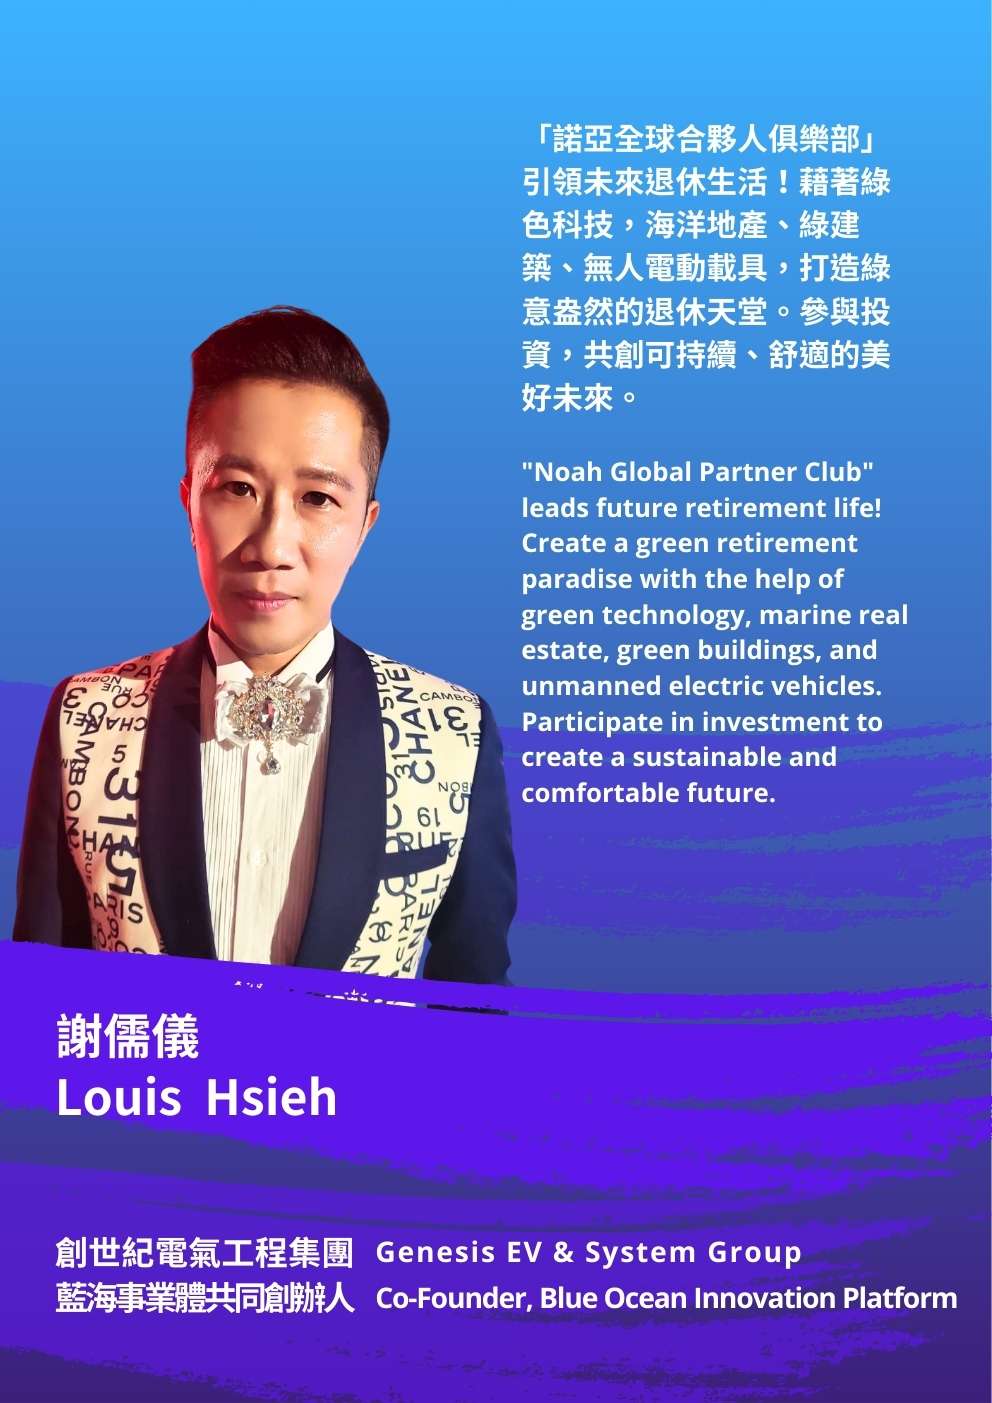 「諾亞全球合夥人俱樂部」
引領未來退休生活！藉著綠
色科技，海洋地產、綠建
築、無人電動載具，打造綠
意盎然的退休天堂。參與投
資，共創可持續、舒適的美
好未來。
"Noah Global Partner Club"
leads future retirement life!
Create a green retirement
paradise with the help of
green technology, marine real
estate, green buildings, and
unmanned electric vehicles.
Participate in investment to
create a sustainable and
comfortable future.
謝儒儀
Louis Hsieh
創世紀電氣工程集團 Genesis EV & System Group
藍海事業體共同創辦人 Co-Founder, Blue Ocean Innovation Platform